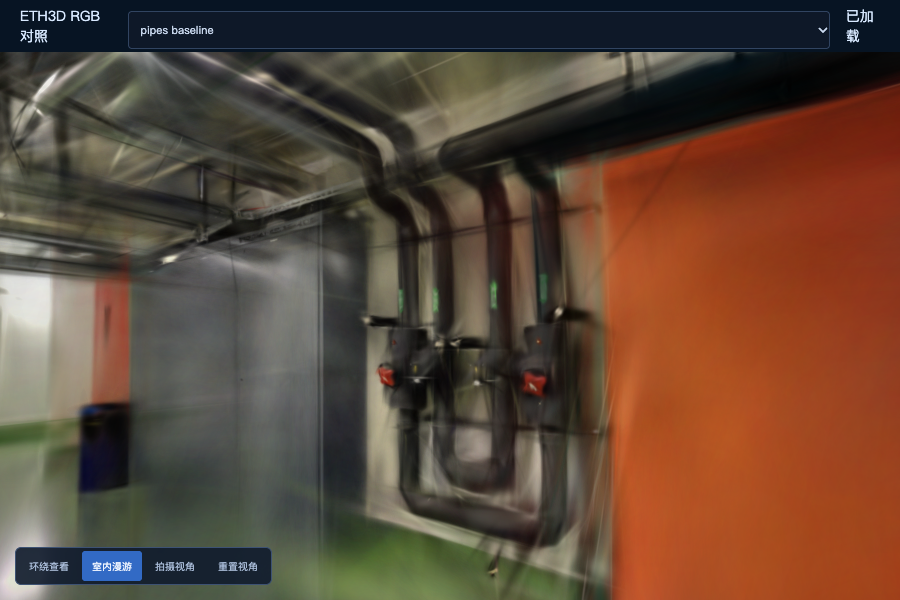 ETH3D RGB
对照
pipes baseline
已加
载
环绕查看
室内漫游
拍摄视角
重置视角